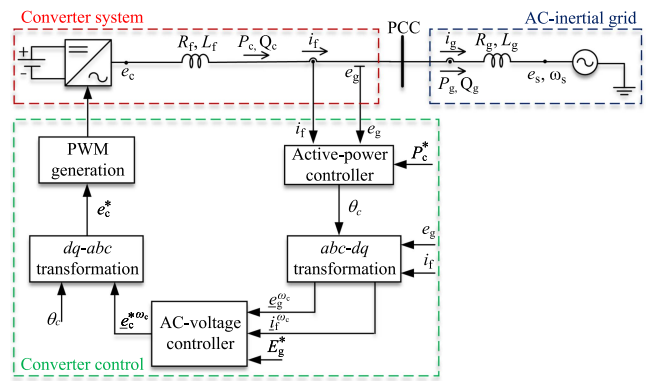 Converter system
AC-inertial grid
PCC
R_f, L_f
P_c, Q_c
i_f
i_g
R_g, L_g
e_c
e_g
P_g, Q_g
e_s, ω_s
i_f
e_g
PWM generation
Active-power controller
P_c^*
e_c^*
θ_c
dq-abc transformation
abc-dq transformation
e_g
i_f
θ_c
e_c^{*ω_c}
AC-voltage controller
e_g^{ω_c}
i_f^{ω_c}
E_g^*
Converter control